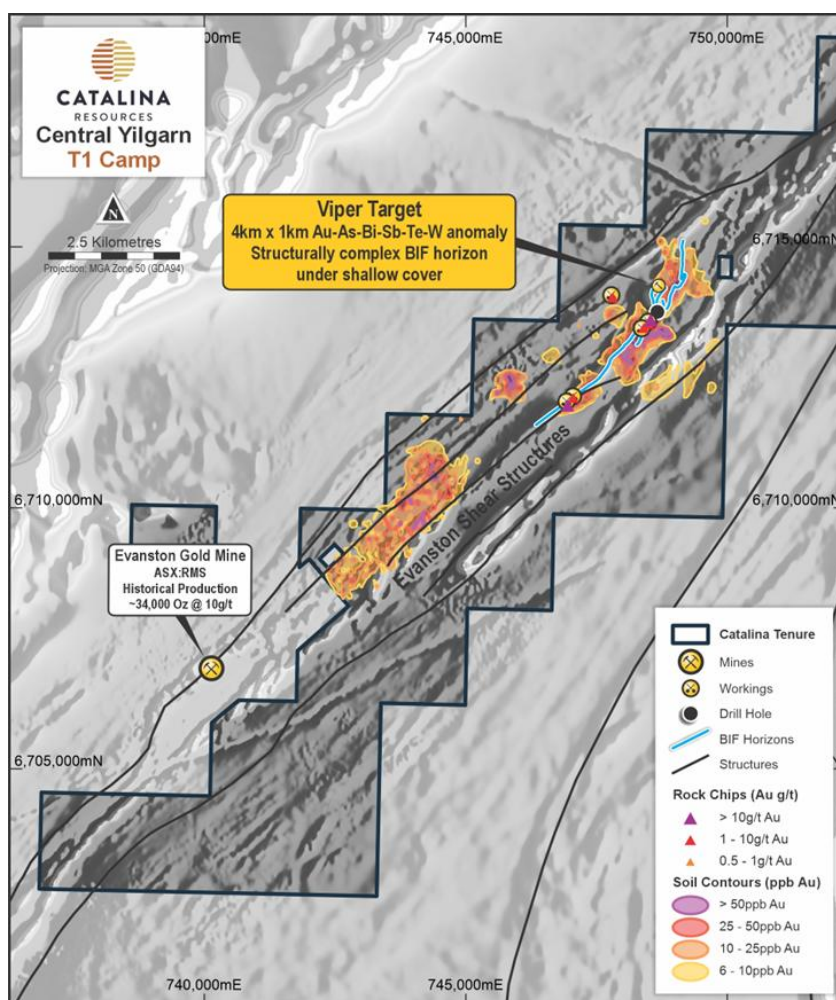 CATALINA
RESOURCES
Central Yilgarn
T1 Camp
N
2.5 Kilometres
Projection: MGA Zone 50 (GDA94)
000mE
745,000mE
750,000mE
Viper Target
4km x 1km Au-As-Bi-Sb-Te-W anomaly
Structurally complex BIF horizon
under shallow cover
6,715,000mN
6,710,000mN
6,710,000mN
Evanston Shear Structures
Evanston Gold Mine
ASX:RMS
Historical Production
~34,000 Oz @ 10g/t
6,705,000mN
Catalina Tenure
Mines
Workings
Drill Hole
BIF Horizons
Structures
Rock Chips (Au g/t)
> 10g/t Au
1 - 10g/t Au
0.5 - 1g/t Au
Soil Contours (ppb Au)
> 50ppb Au
25 - 50ppb Au
10 - 25ppb Au
6 - 10ppb Au
740,000mE
745,000mE